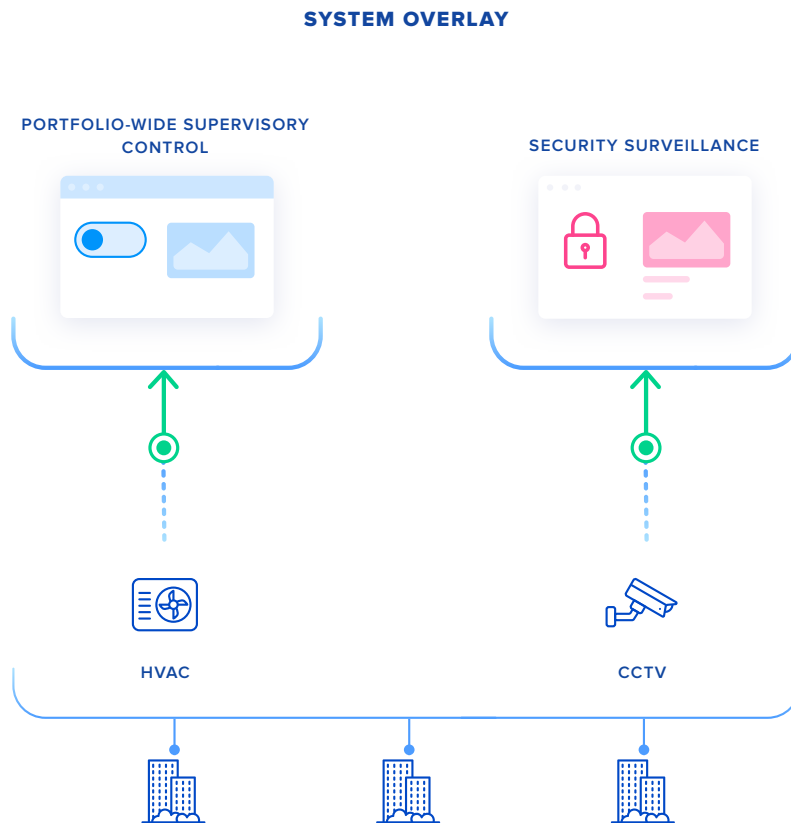 SYSTEM OVERLAY
PORTFOLIO-WIDE SUPERVISORY
CONTROL
SECURITY SURVEILLANCE
HVAC
CCTV